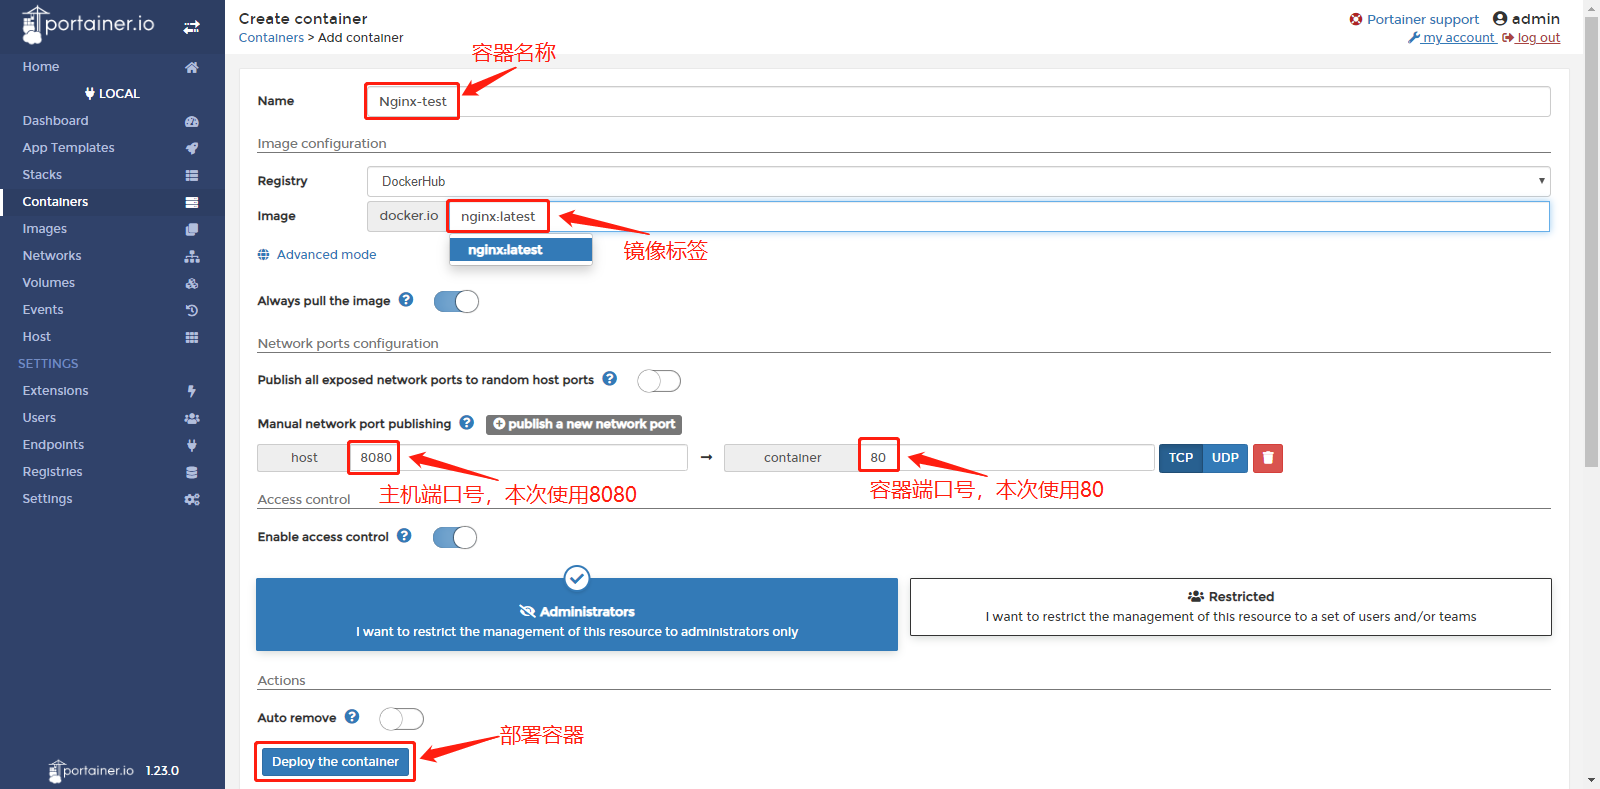 portainer.io
Home
LOCAL
Dashboard
App Templates
Stacks
Containers
Images
Networks
Volumes
Events
Host
SETTINGS
Extensions
Users
Endpoints
Registries
Settings
portainer.io 1.23.0
Create container
Containers > Add container
Portainer support admin
my account log out
容器名称
Name Nginx-test
Image configuration
Registry DockerHub
Image docker.io nginx:latest
nginx:latest
镜像标签
Advanced mode
Always pull the image
Network ports configuration
Publish all exposed network ports to random host ports
Manual network port publishing publish a new network port
host 8080 → container 80 TCP UDP
主机端口号，本次使用8080
容器端口号，本次使用80
Access control
Enable access control
Administrators
I want to restrict the management of this resource to administrators only
Restricted
I want to restrict the management of this resource to a set of users and/or teams
Actions
Auto remove
部署容器
Deploy the container